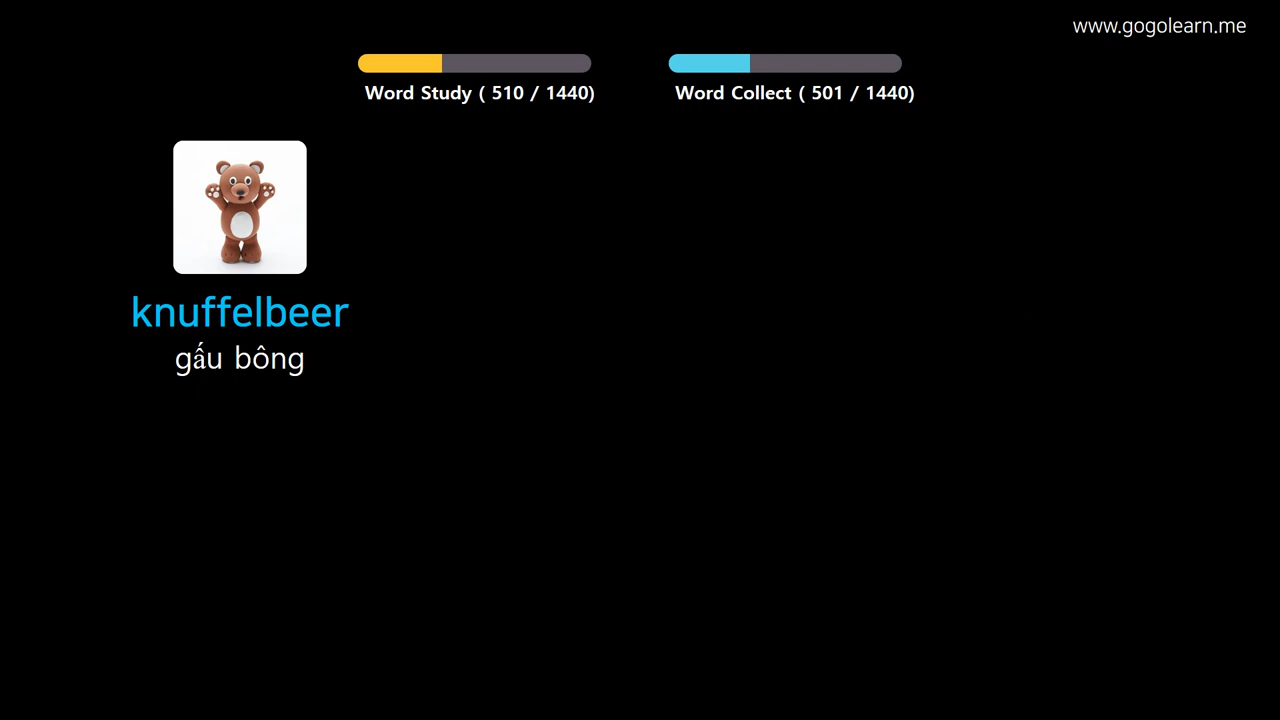 www.gogolearn.me
Word Study ( 510 / 1440)
Word Collect ( 501 / 1440)
knuffelbeer
gấu bông